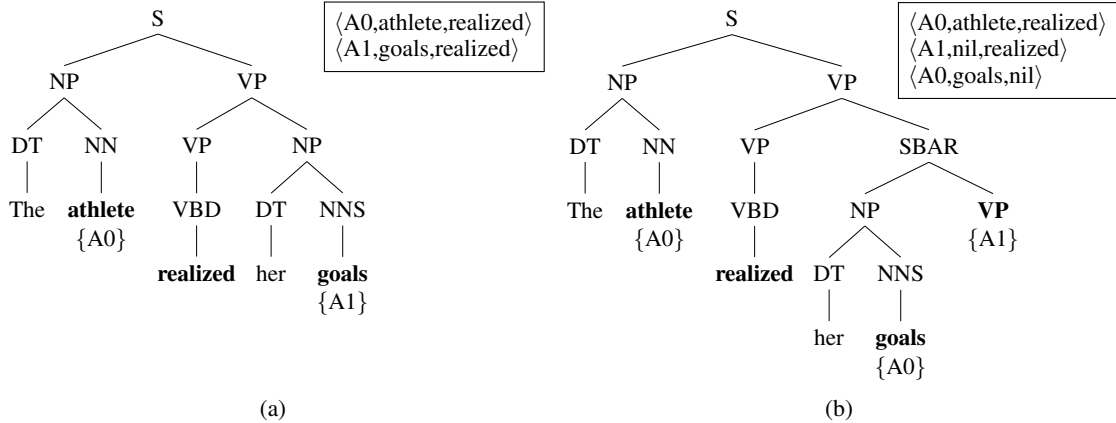 S
⟨A0,athlete,realized⟩
⟨A1,goals,realized⟩
NP VP
DT NN VP NP
The athlete VBD DT NNS
{A0}
realized her goals
{A1}
(a)
S
⟨A0,athlete,realized⟩
⟨A1,nil,realized⟩
⟨A0,goals,nil⟩
NP VP
DT NN VP SBAR
The athlete VBD NP VP
{A0} {A1}
realized DT NNS
her goals
{A0}
(b)